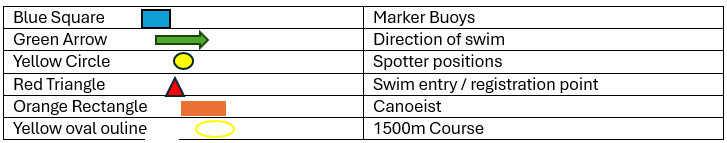 Blue Square Marker Buoys
Green Arrow Direction of swim
Yellow Circle Spotter positions
Red Triangle Swim entry / registration point
Orange Rectangle Canoeist
Yellow oval ouline 1500m Course